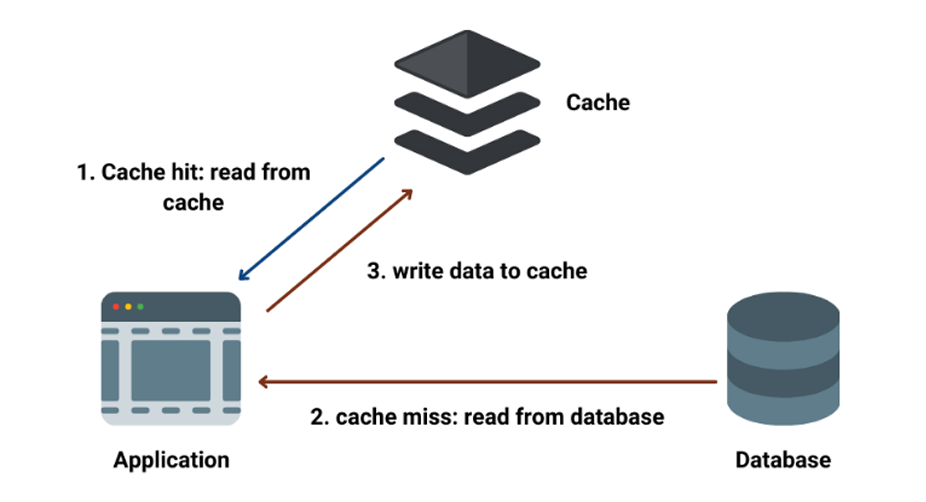 Cache
1. Cache hit: read from
cache
3. write data to cache
2. cache miss: read from database
Application
Database